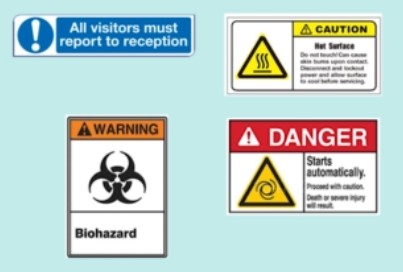 All visitors must
report to reception
CAUTION
Hot Surface
Do not touch! Can cause
skin burns upon contact.
Disconnect and lockout
power and allow surface
to cool before servicing.
WARNING
Biohazard
DANGER
Starts
automatically.
Proceed with caution.
Death or severe injury
will result.